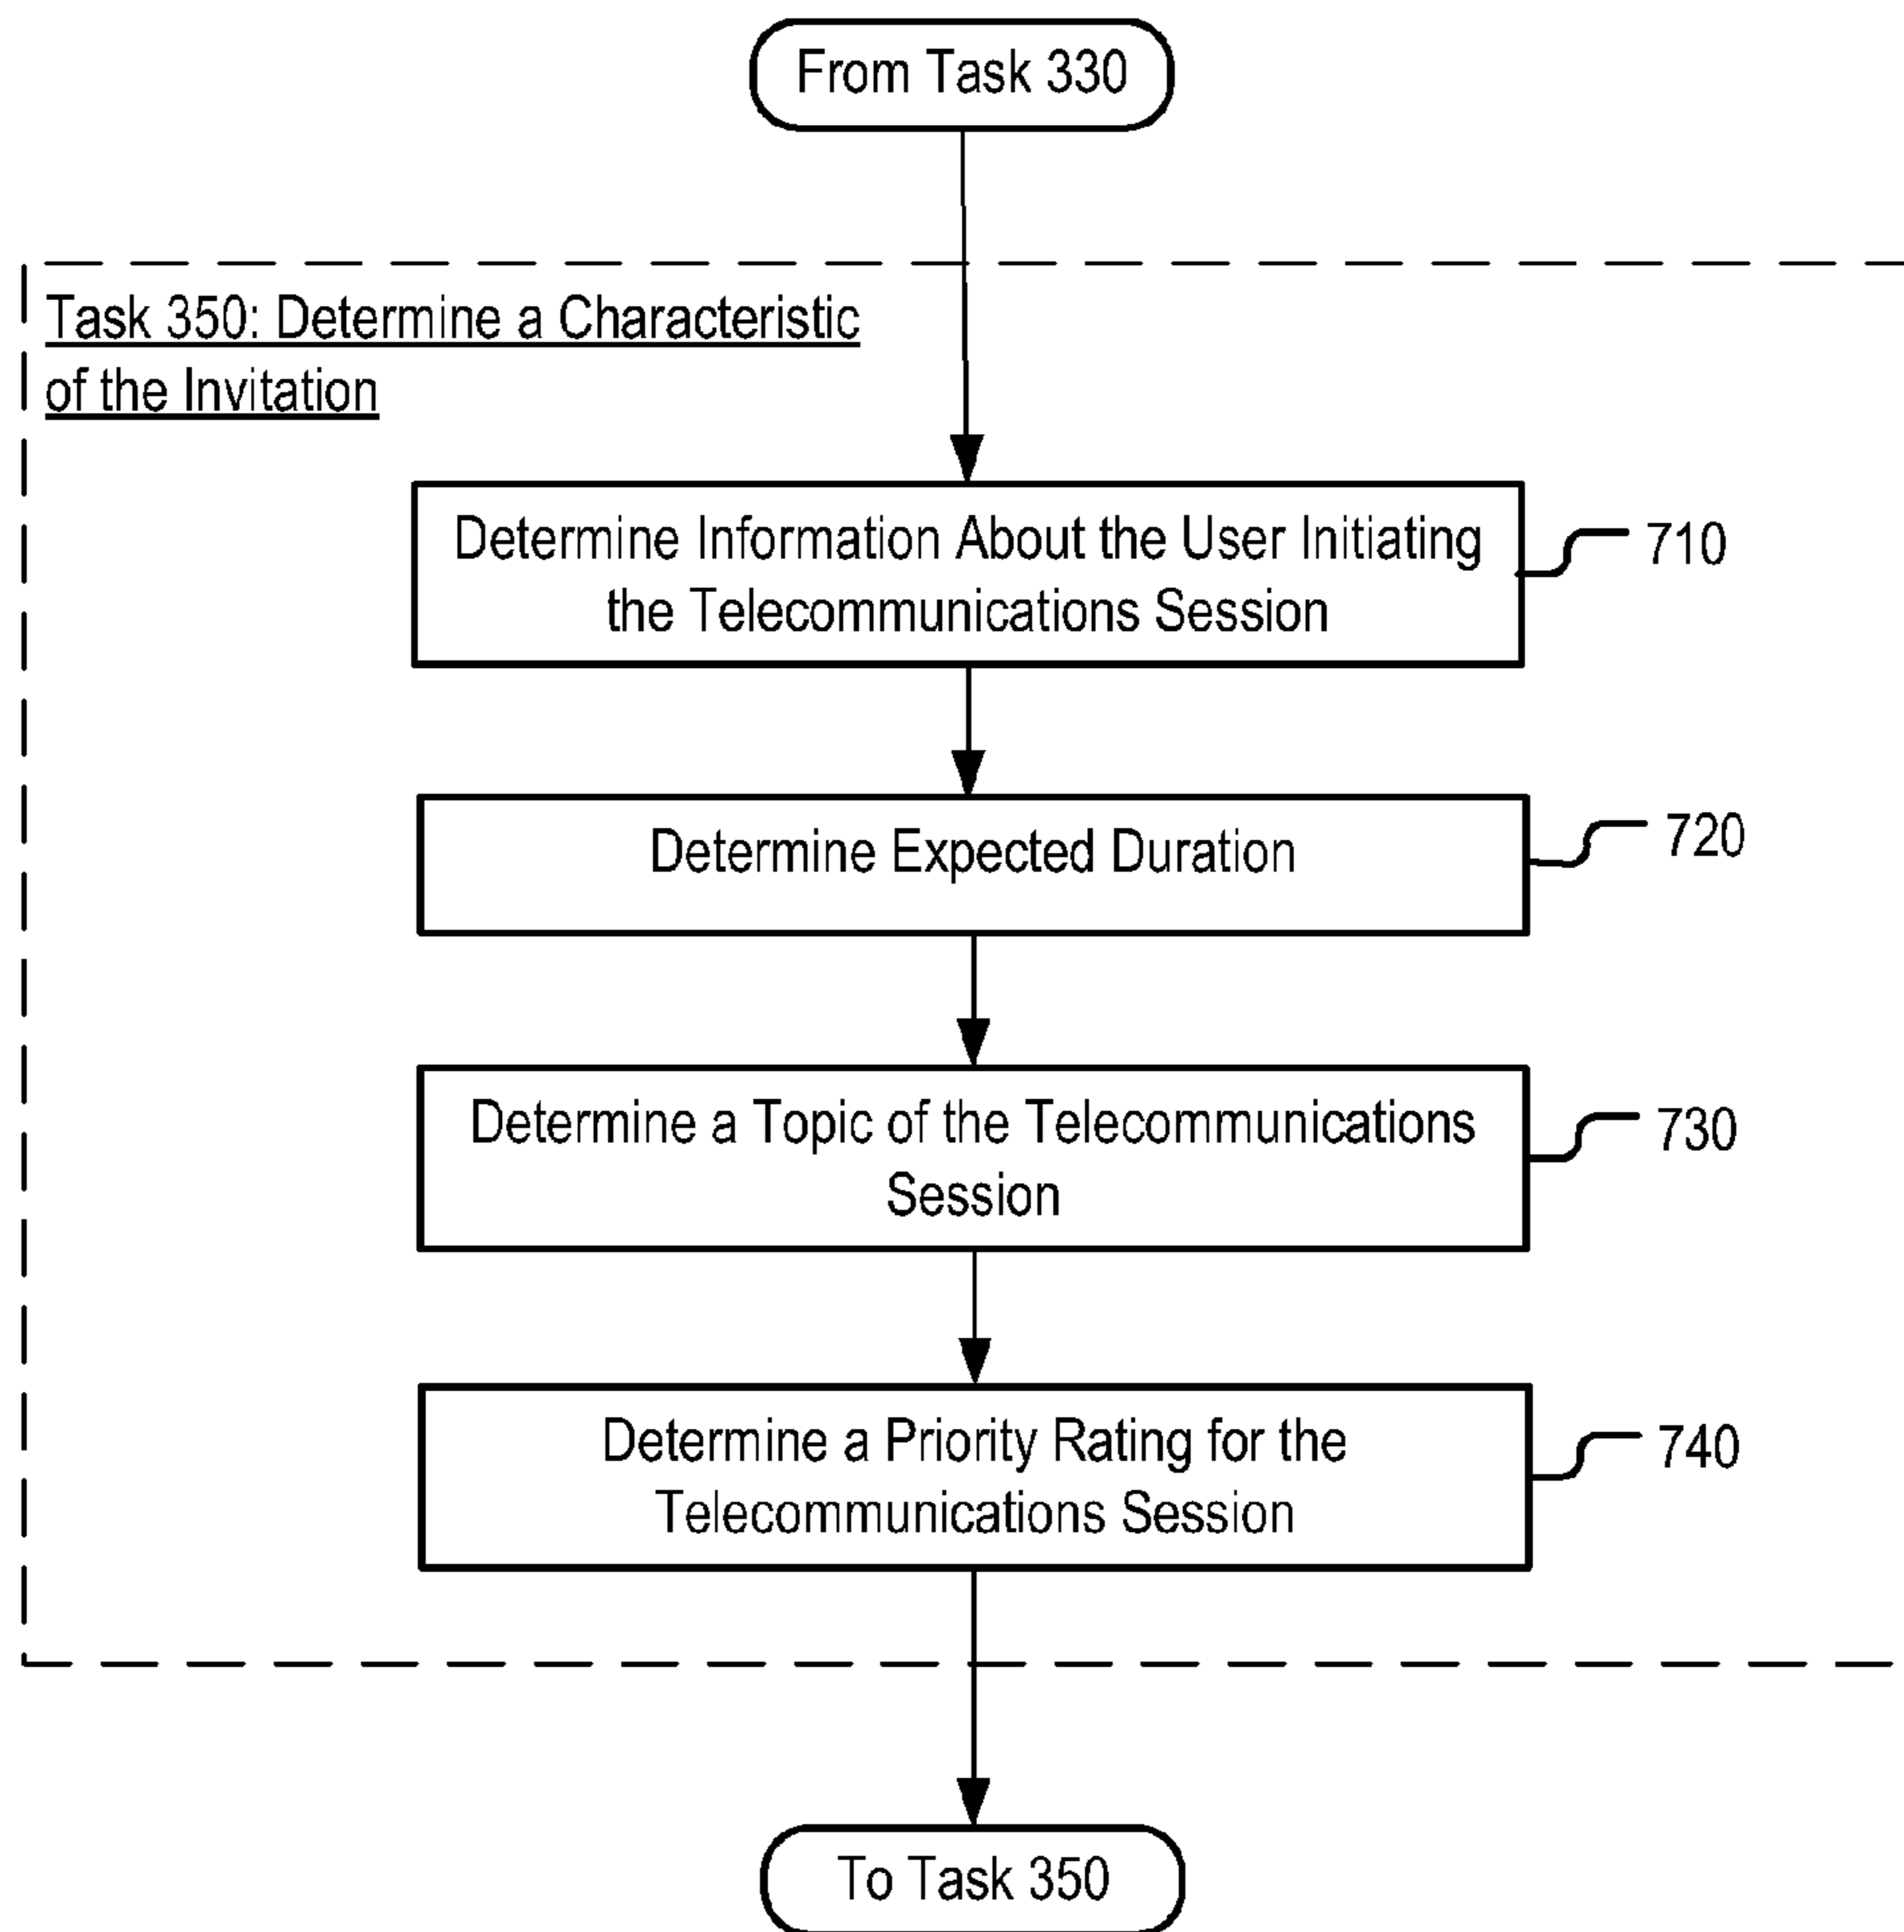 From Task 330
Task 350: Determine a Characteristic
of the Invitation
Determine Information About the User Initiating
the Telecommunications Session
710
Determine Expected Duration
720
Determine a Topic of the Telecommunications
Session
730
Determine a Priority Rating for the
Telecommunications Session
740
To Task 350